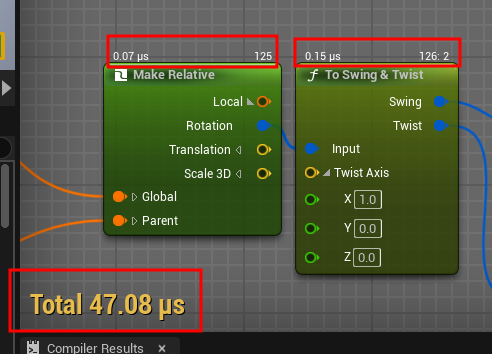 0.07 µs 125
Make Relative
Local
Rotation
Translation
Scale 3D
Global
Parent
0.15 µs 126: 2
To Swing & Twist
Swing
Twist
Input
Twist Axis
X 1.0
Y 0.0
Z 0.0
Total 47.08 µs
Compiler Results